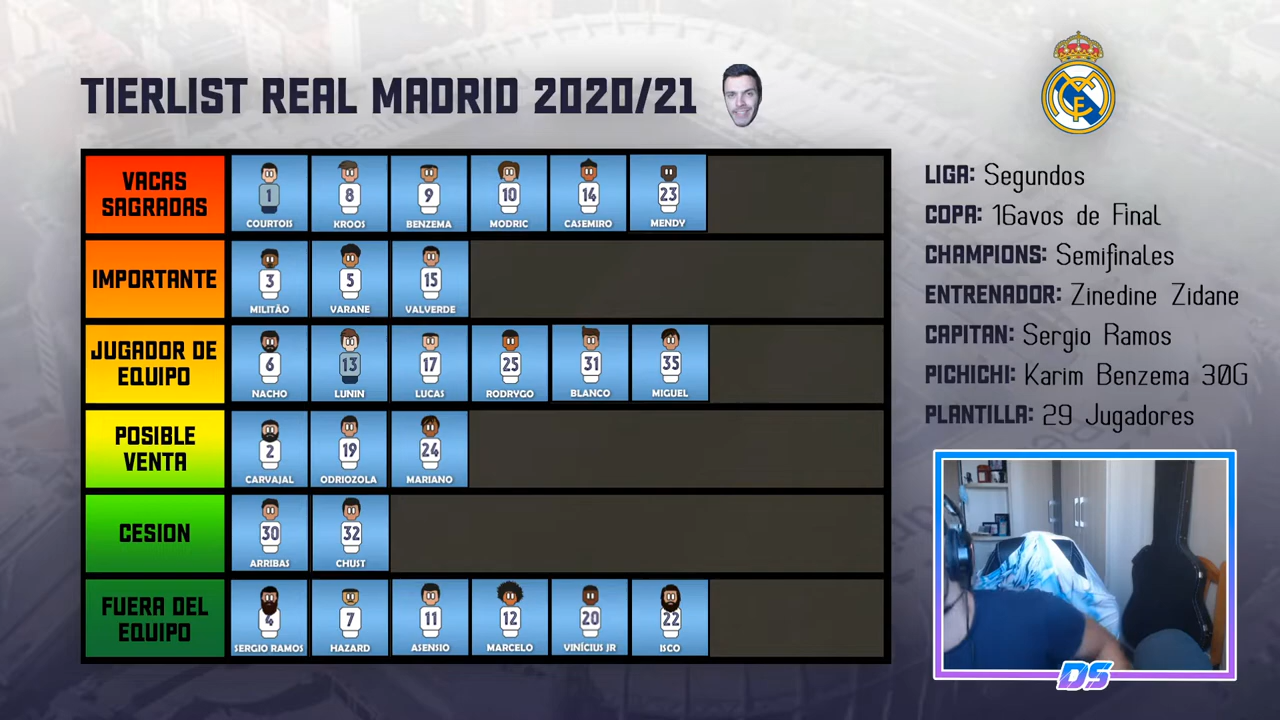 TIERLIST REAL MADRID 2020/21
VACAS
SAGRADAS
1 8 9 10 14 23
COURTOIS KROOS BENZEMA MODRIC CASEMIRO MENDY
IMPORTANTE
3 5 15
MILITÃO VARANE VALVERDE
JUGADOR DE
EQUIPO
6 13 17 25 31 35
NACHO LUNIN LUCAS RODRYGO BLANCO MIGUEL
POSIBLE
VENTA
2 19 24
CARVAJAL ODRIOZOLA MARIANO
CESION
30 32
ARRIBAS CHUST
FUERA DEL
EQUIPO
4 7 11 12 20 22
SERGIO RAMOS HAZARD ASENSIO MARCELO VINÍCIUS JR ISCO
LIGA: Segundos
COPA: 16avos de Final
CHAMPIONS: Semifinales
ENTRENADOR: Zinedine Zidane
CAPITAN: Sergio Ramos
PICHICHI: Karim Benzema 30G
PLANTILLA: 29 Jugadores
DS